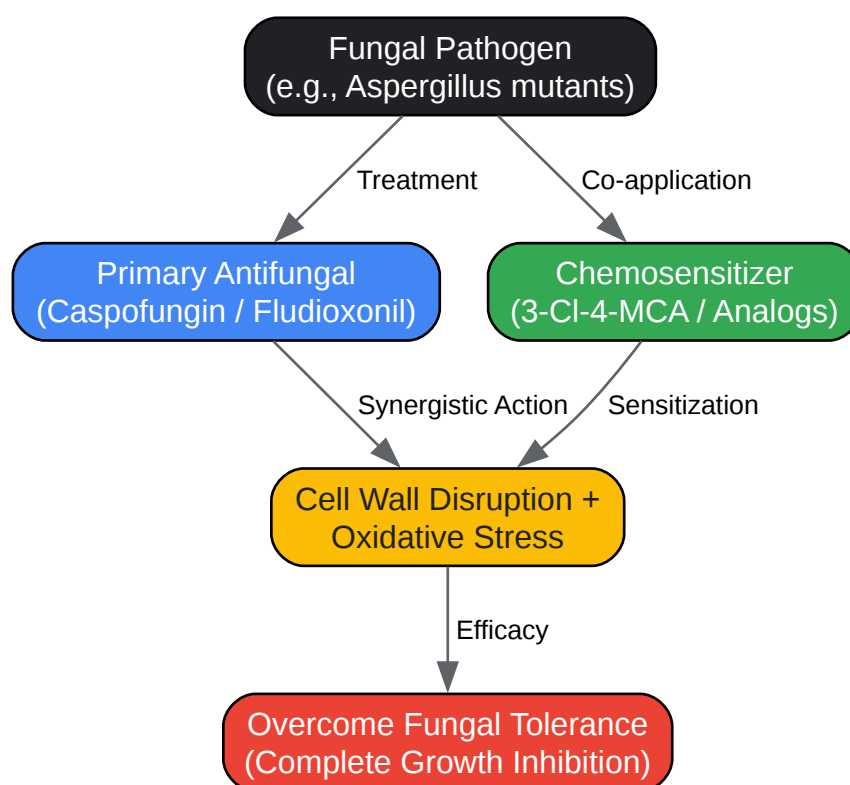 Fungal Pathogen
(e.g., Aspergillus mutants)
Treatment
Co-application
Primary Antifungal
(Caspofungin / Fludioxonil)
Chemosensitizer
(3-Cl-4-MCA / Analogs)
Synergistic Action
Sensitization
Cell Wall Disruption +
Oxidative Stress
Efficacy
Overcome Fungal Tolerance
(Complete Growth Inhibition)